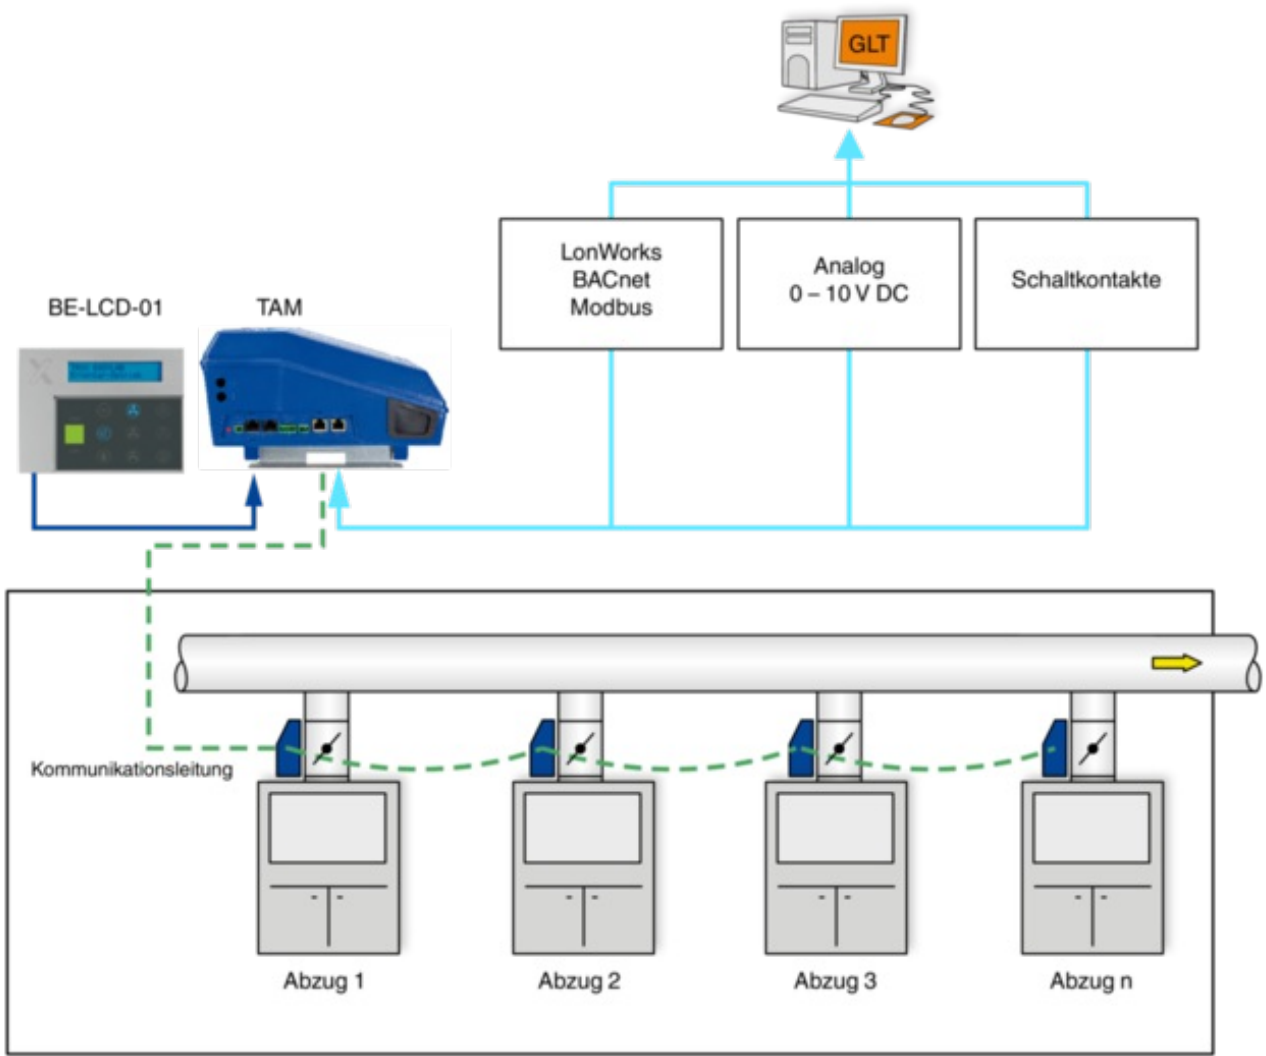 GLT
LonWorks
BACnet
Modbus
Analog
0 – 10 V DC
Schaltkontakte
BE-LCD-01
TAM
Kommunikationsleitung
Abzug 1
Abzug 2
Abzug 3
Abzug n